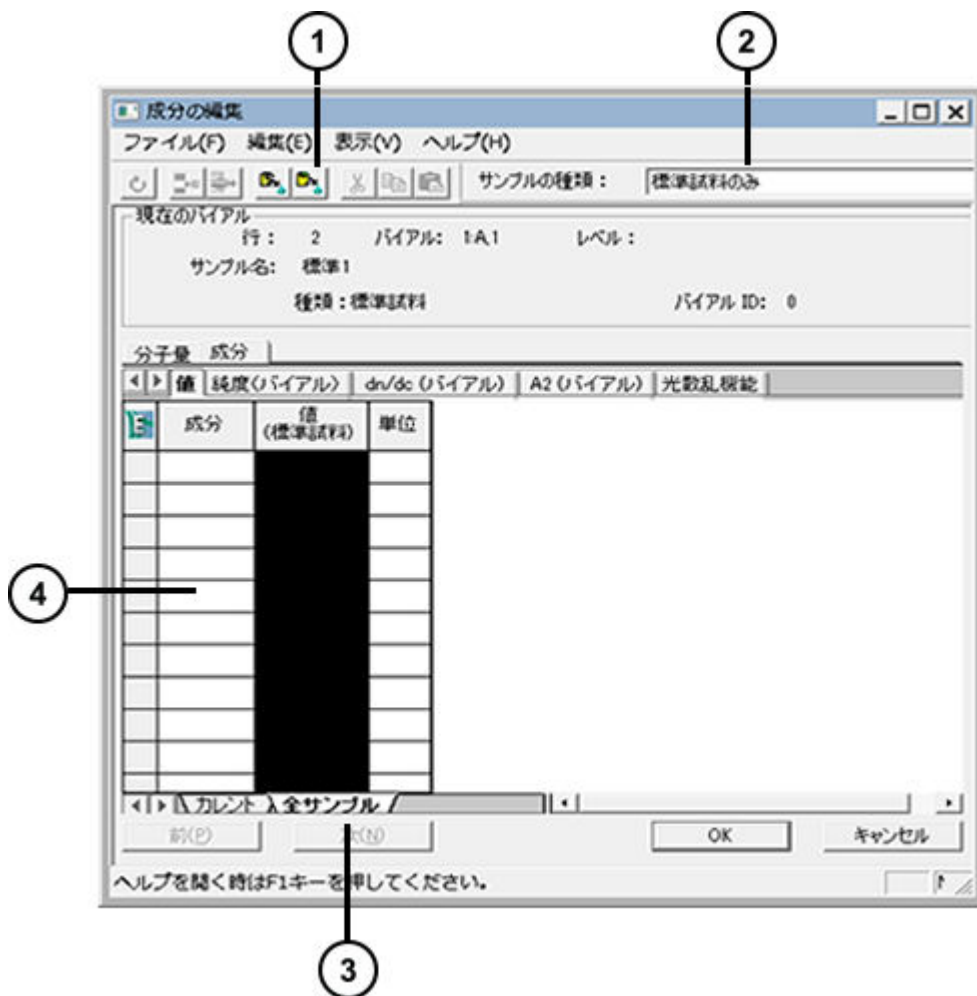 1
2
成分の編集
ファイル(F) 編集(E) 表示(V) ヘルプ(H)
サンプルの種類： 標準試料のみ
現在のバイアル
行： 2 バイアル： 1:A,1 レベル：
サンプル名： 標準1
種類：標準試料 バイアル ID： 0
分子量 成分
値 純度(バイアル) dn/dc (バイアル) A2 (バイアル) 光散乱機能
成分 値 (標準試料) 単位
4
カレント 全サンプル
前(P) 次(N) OK キャンセル
ヘルプを開く時はF1キーを押してください。
3